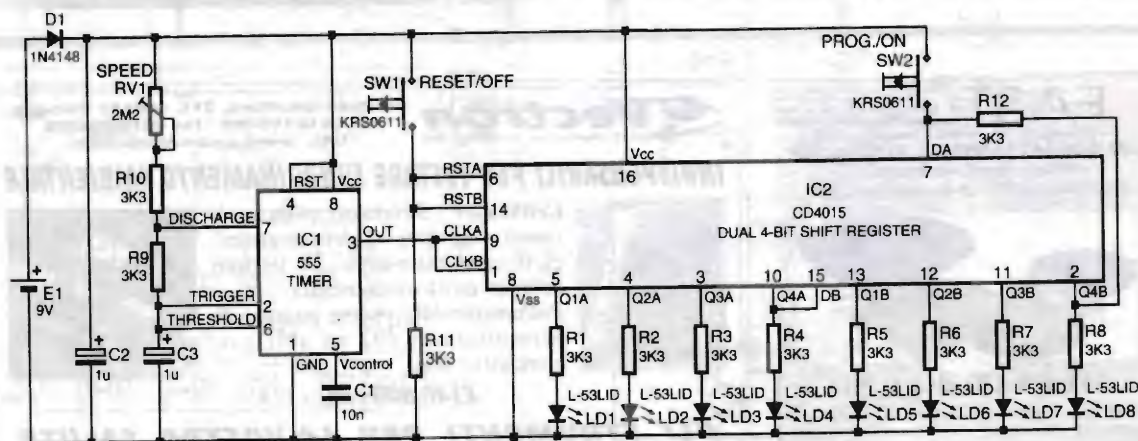 D1
1N4148
SPEED
RV1
2M2
R10
3K3
DISCHARGE
R9
3K3
TRIGGER
THRESHOLD
E1
9V
C2
1u
C3
1u
RST
Vcc
4
8
7
IC1
555
TIMER
3
OUT
2
6
1
5
GND
Vcontrol
C1
10n
SW1
RESET/OFF
KRS0611
R11
3K3
PROG./ON
SW2
KRS0611
R12
3K3
Vcc
DA
RSTA
6
16
7
RSTB
14
IC2
CD4015
DUAL 4-BIT SHIFT REGISTER
CLKA
9
CLKB
1
8
5
4
3
10
15
13
12
11
2
Vss
Q1A
Q2A
Q3A
Q4A
DB
Q1B
Q2B
Q3B
Q4B
R1
3K3
R2
3K3
R3
3K3
R4
3K3
R5
3K3
R6
3K3
R7
3K3
R8
3K3
L-53LID
L-53LID
L-53LID
L-53LID
L-53LID
L-53LID
L-53LID
L-53LID
LD1
LD2
LD3
LD4
LD5
LD6
LD7
LD8